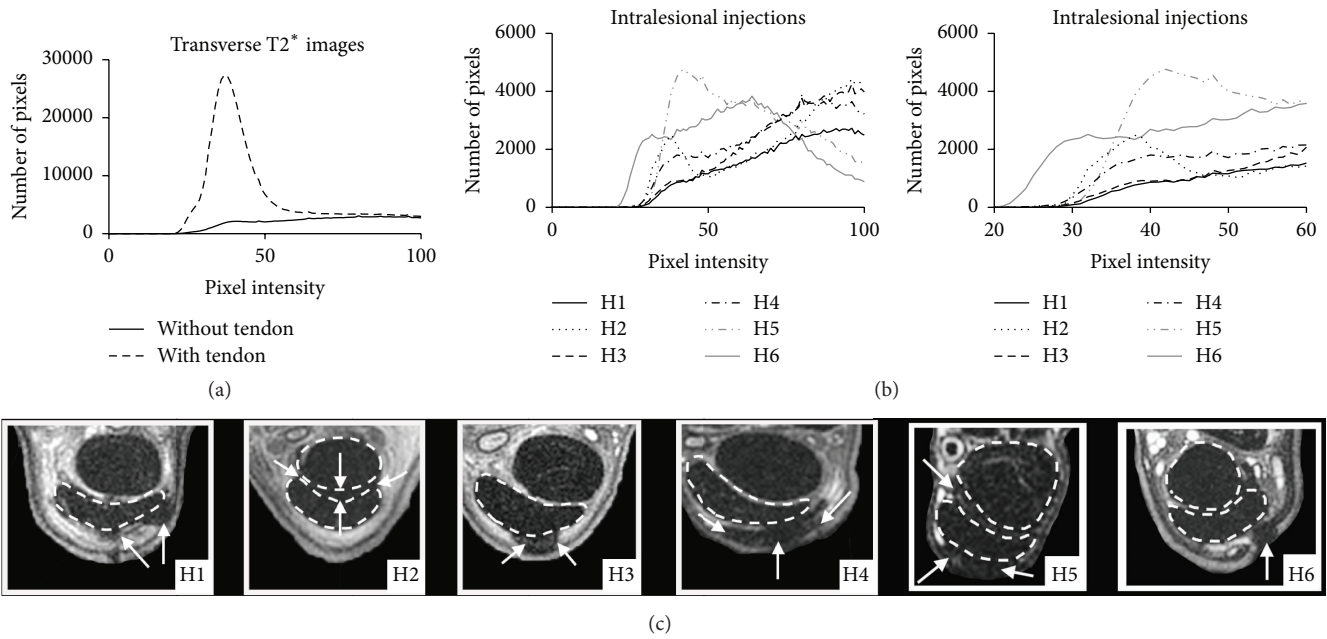 Transverse T2* images
Number of pixels
30000
20000
10000
0
0
50
100
Pixel intensity
Without tendon
With tendon
(a)
Intralesional injections
Number of pixels
6000
4000
2000
0
0
50
100
Pixel intensity
H1
H2
H3
H4
H5
H6
Intralesional injections
Number of pixels
6000
4000
2000
0
20
30
40
50
60
Pixel intensity
H1
H2
H3
H4
H5
H6
(b)
H1
H2
H3
H4
H5
H6
(c)